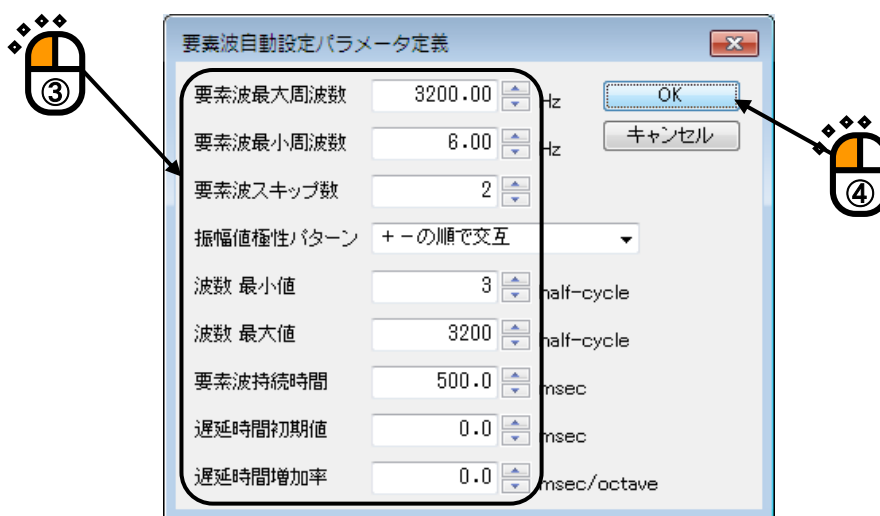 要素波自動設定パラメータ定義
③
要素波最大周波数 3200.00 Hz OK
要素波最小周波数 6.00 Hz キャンセル
要素波スキップ数 2
④
振幅値極性パターン +-の順で交互
波数 最小値 3 half-cycle
波数 最大値 3200 half-cycle
要素波持続時間 500.0 msec
遅延時間初期値 0.0 msec
遅延時間増加率 0.0 msec/octave